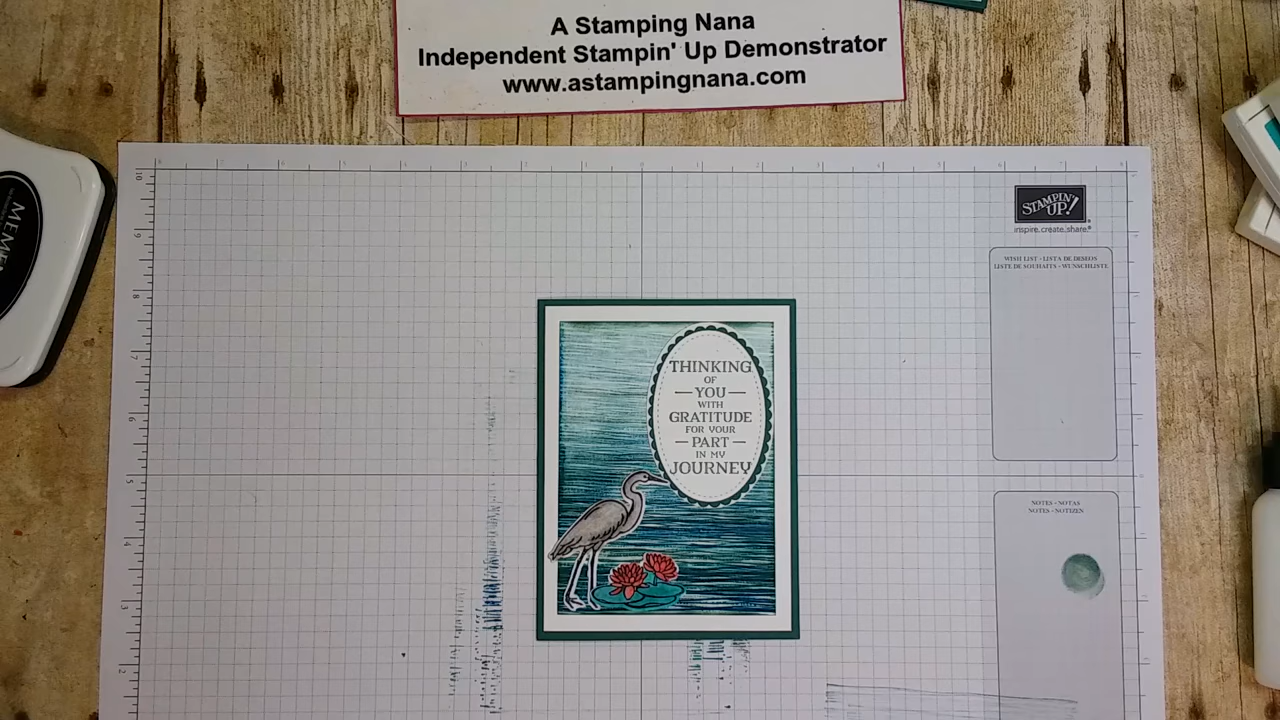 A Stamping Nana
Independent Stampin' Up Demonstrator
www.astampingnana.com
STAMPIN' UP!®
inspire.create.share.®
WISH LIST • LISTA DE DESEOS
LISTE DE SOUHAITS • WUNSCHLISTE
THINKING
OF
—YOU—
WITH
GRATITUDE
FOR YOUR
—PART—
IN MY
JOURNEY
NOTES • NOTAS
NOTES • NOTIZEN